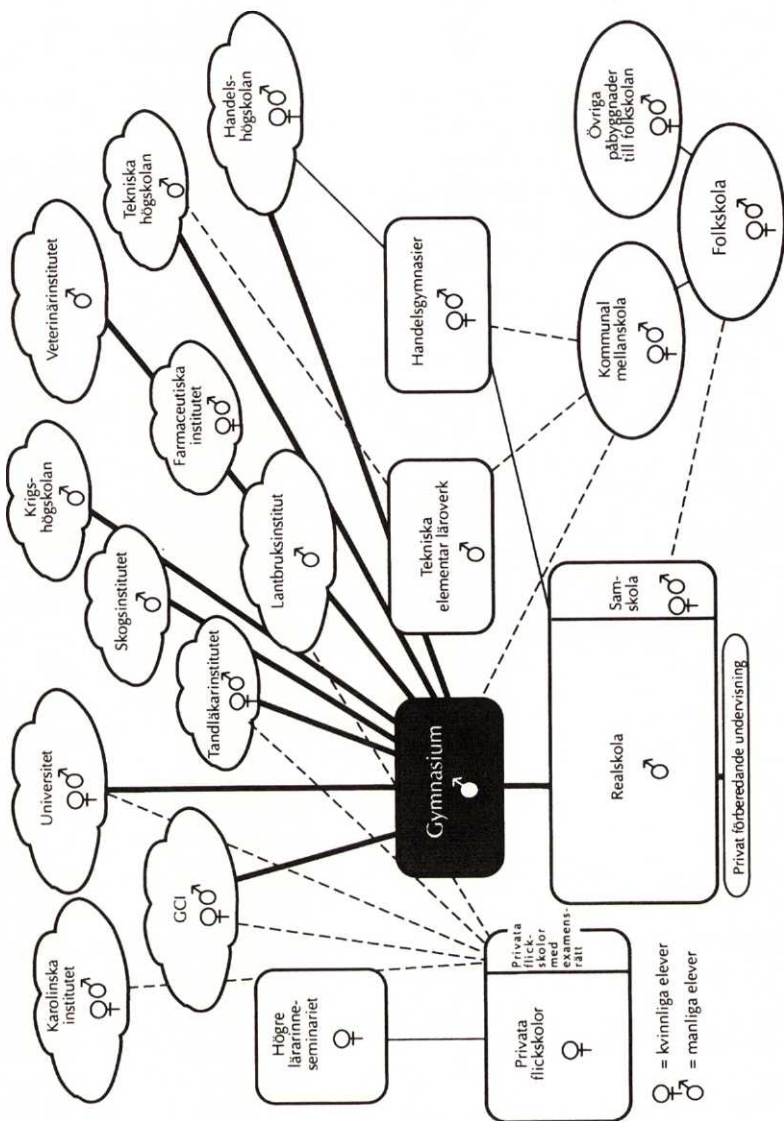 Karolinska
institutet
♀♂
Universitet
♀♂
GCI
♀♂
Tandläkarinstitutet
♀♂
Skogsinstitutet
♂
Krigs-
högskolan
♂
Lantbruksinstitut
♂
Farmaceutiska
institutet
♀♂
Veterinärinstitutet
♂
Tekniska
högskolan
♂
Handels-
högskolan
♀♂
Högre
lärarinne-
seminariet
♀
Gymnasium
♂
Tekniska
elementar läroverk
♂
Handelsgymnasier
♀♂
Privata
flickskolor
♀
Privata
flick-
skolor
med
examens-
rätt
Realskola
♂
Sam-
skola
♀♂
Privat förberedande undervisning
Kommunal
mellanskola
♀♂
Övriga
påbyggnader
till folkskolan
♀♂
Folkskola
♀♂
♀ = kvinnliga elever
♂ = manliga elever